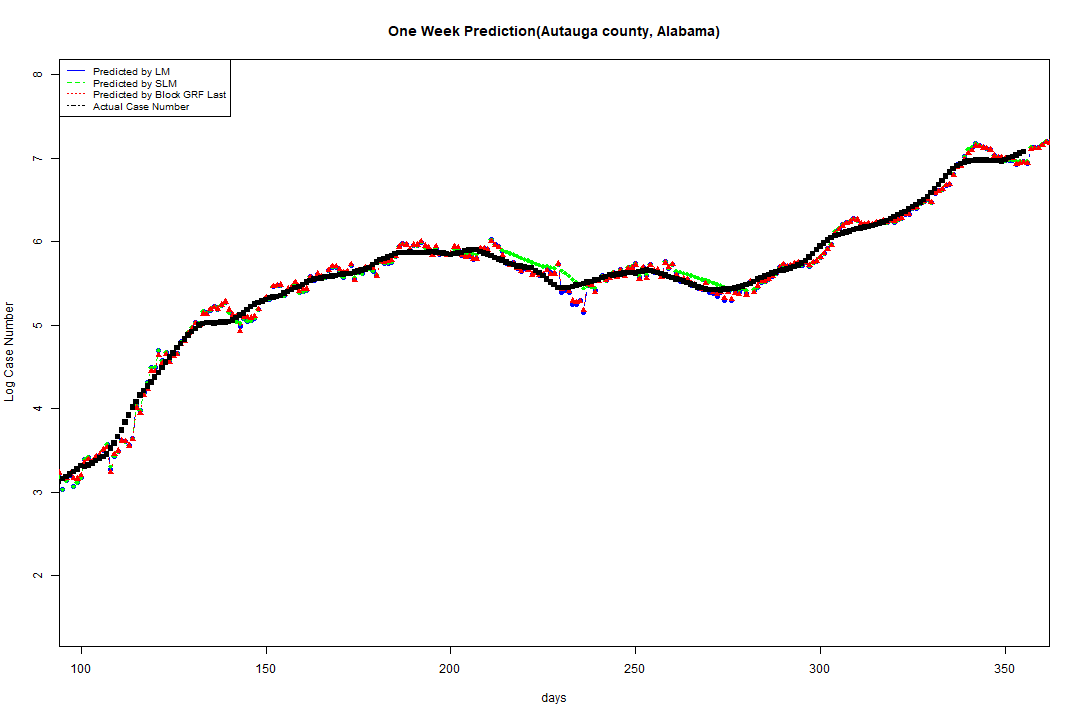 One Week Prediction(Autauga county, Alabama)
Predicted by LM
Predicted by SLM
Predicted by Block GRF Last
Actual Case Number
8
7
6
5
4
3
2
Log Case Number
100 150 200 250 300 350
days